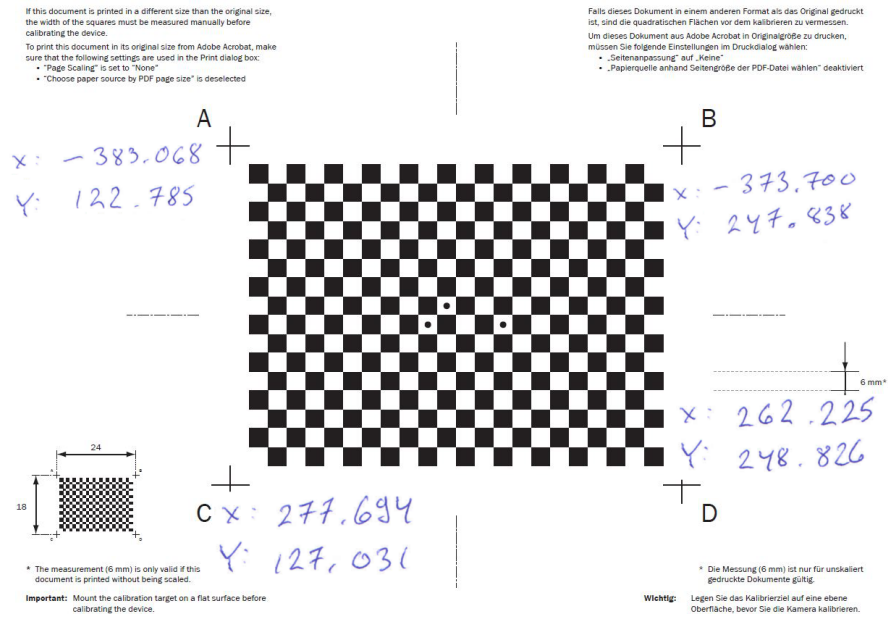 If this document is printed in a different size than the original size,
the width of the squares must be measured manually before
calibrating the device.
To print this document in its original size from Adobe Acrobat, make
sure that the following settings are used in the Print dialog box:
• "Page Scaling" is set to "None"
• "Choose paper source by PDF page size" is deselected
Falls dieses Dokument in einem anderen Format als das Original gedruckt
ist, sind die quadratischen Flächen vor dem kalibrieren zu vermessen.
Um dieses Dokument aus Adobe Acrobat in Originalgröße zu drucken,
müssen Sie folgende Einstellungen im Druckdialog wählen:
• „Seitenanpassung" auf „Keine"
• „Papierquelle anhand Seitengröße der PDF-Datei wählen" deaktiviert
A
B
X: -383.068
Y: 122.785
X: -373.700
Y: 247.838
6 mm*
X: 262.225
Y: 248.826
24
18
C
X: 277.694
Y: 127,031
D
* The measurement (6 mm) is only valid if this
document is printed without being scaled.
Important: Mount the calibration target on a flat surface before
calibrating the device.
* Die Messung (6 mm) ist nur für unskaliert
gedruckte Dokumente gültig.
Wichtig: Legen Sie das Kalibrierziel auf eine ebene
Oberfläche, bevor Sie die Kamera kalibrieren.